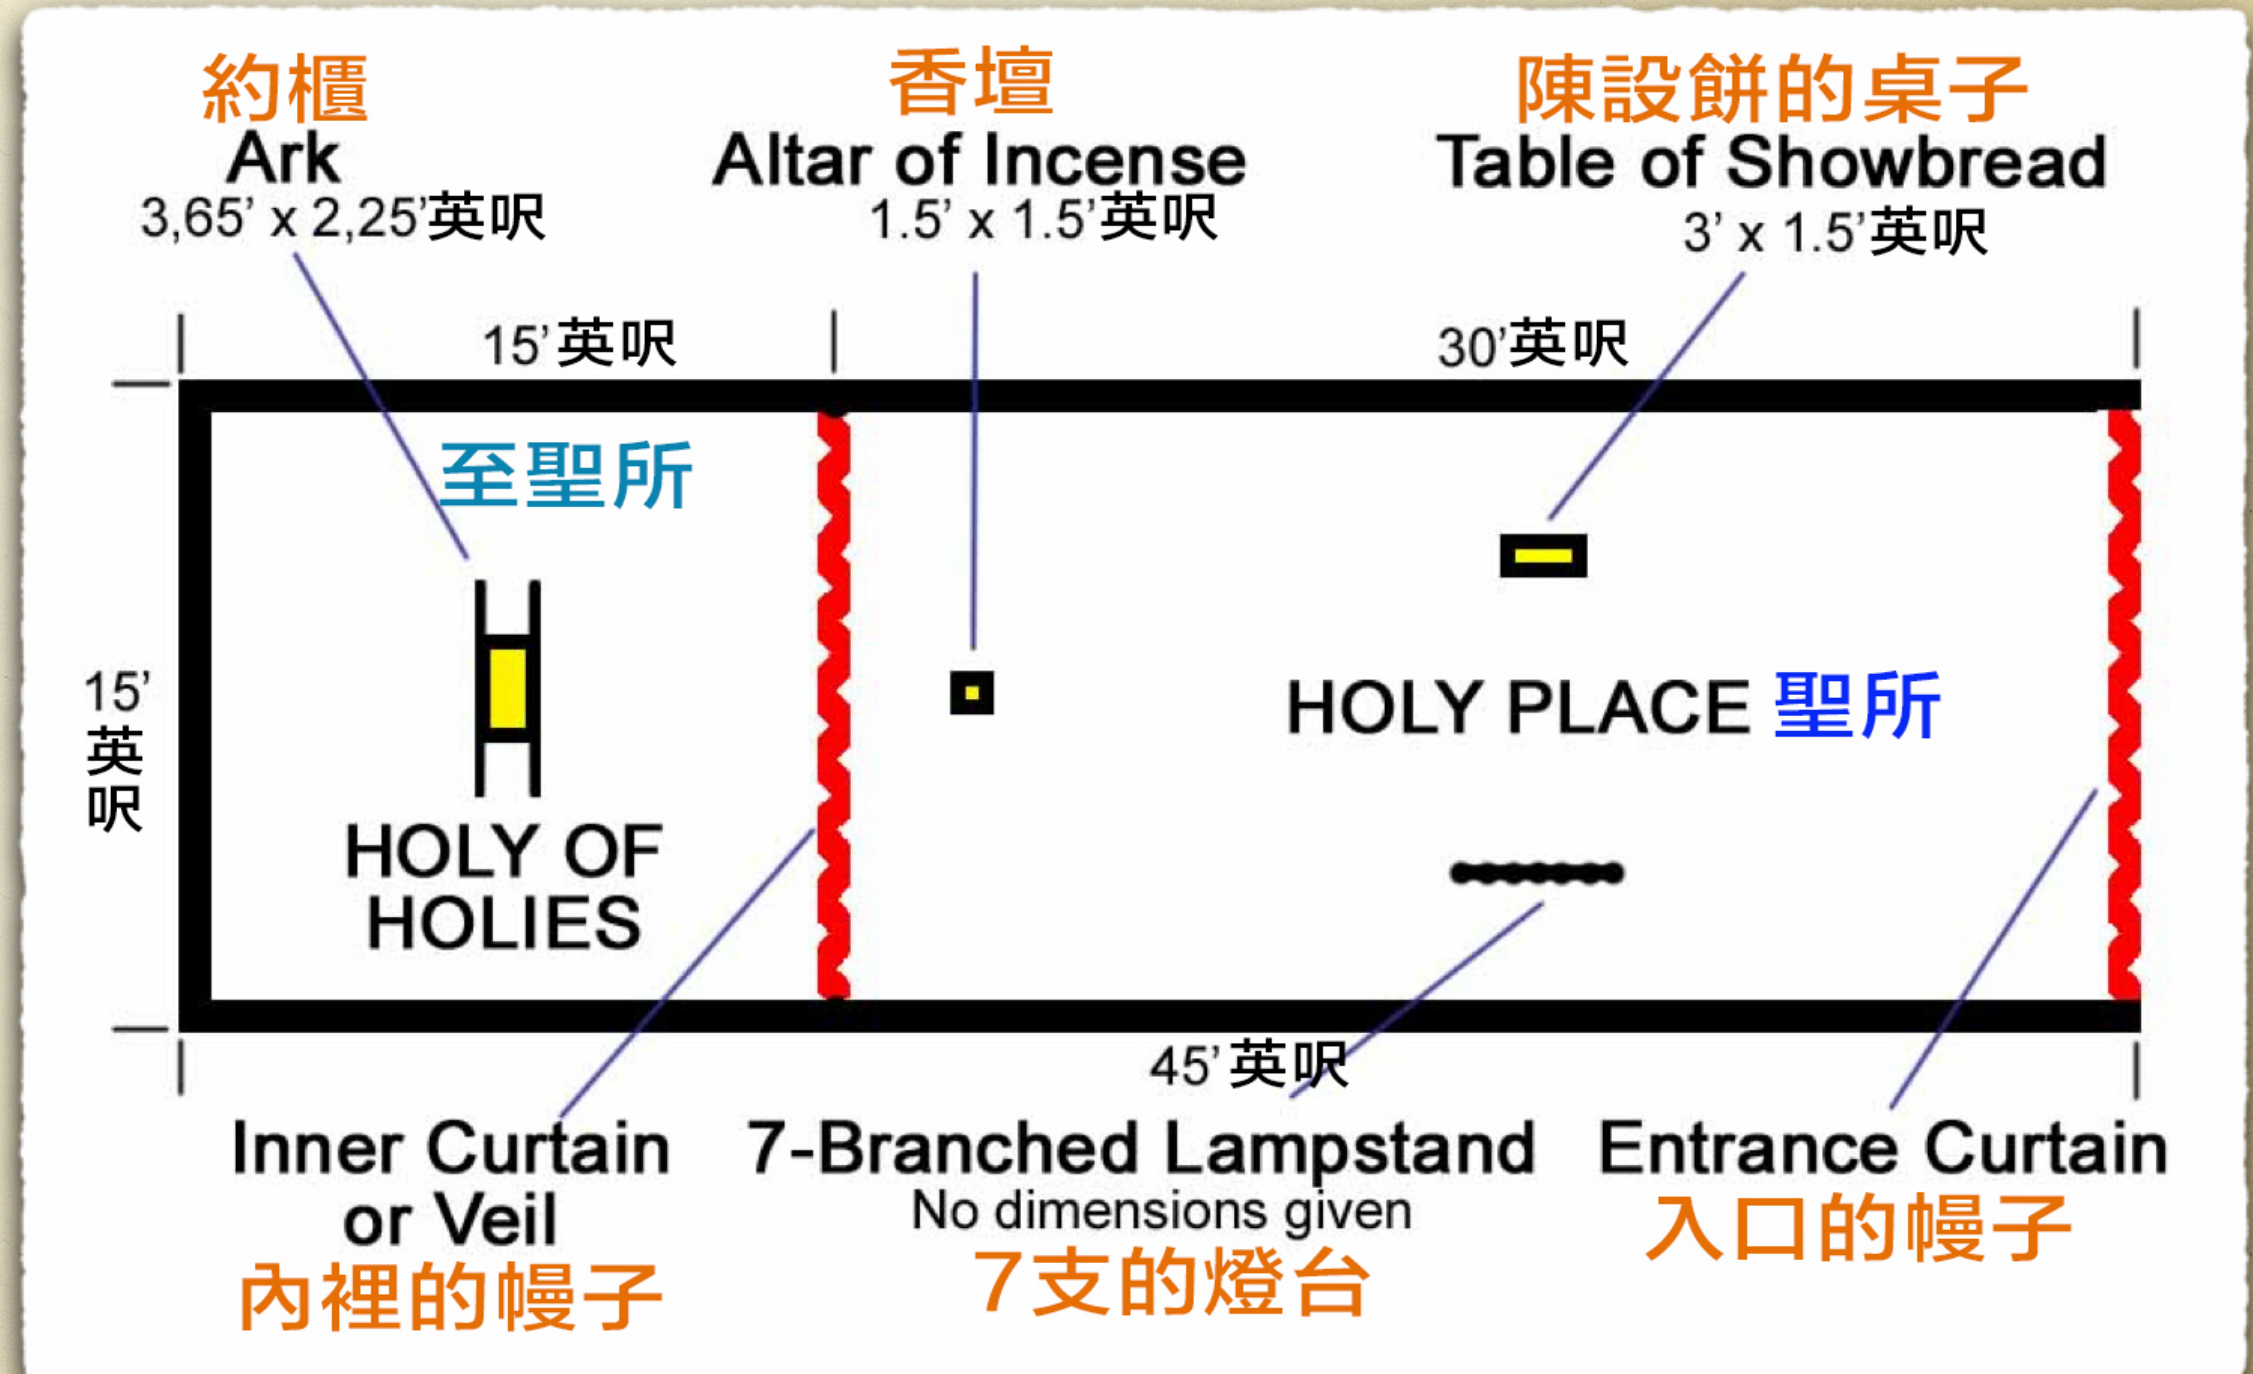 約櫃
Ark
3,65’ x 2,25’英呎
香壇
Altar of Incense
1.5’ x 1.5’英呎
陳設餅的桌子
Table of Showbread
3’ x 1.5’英呎
15’英呎
30’英呎
至聖所
15’
英
呎
HOLY OF
HOLIES
HOLY PLACE 聖所
45’英呎
Inner Curtain
or Veil
內裡的幔子
7-Branched Lampstand
No dimensions given
7支的燈台
Entrance Curtain
入口的幔子